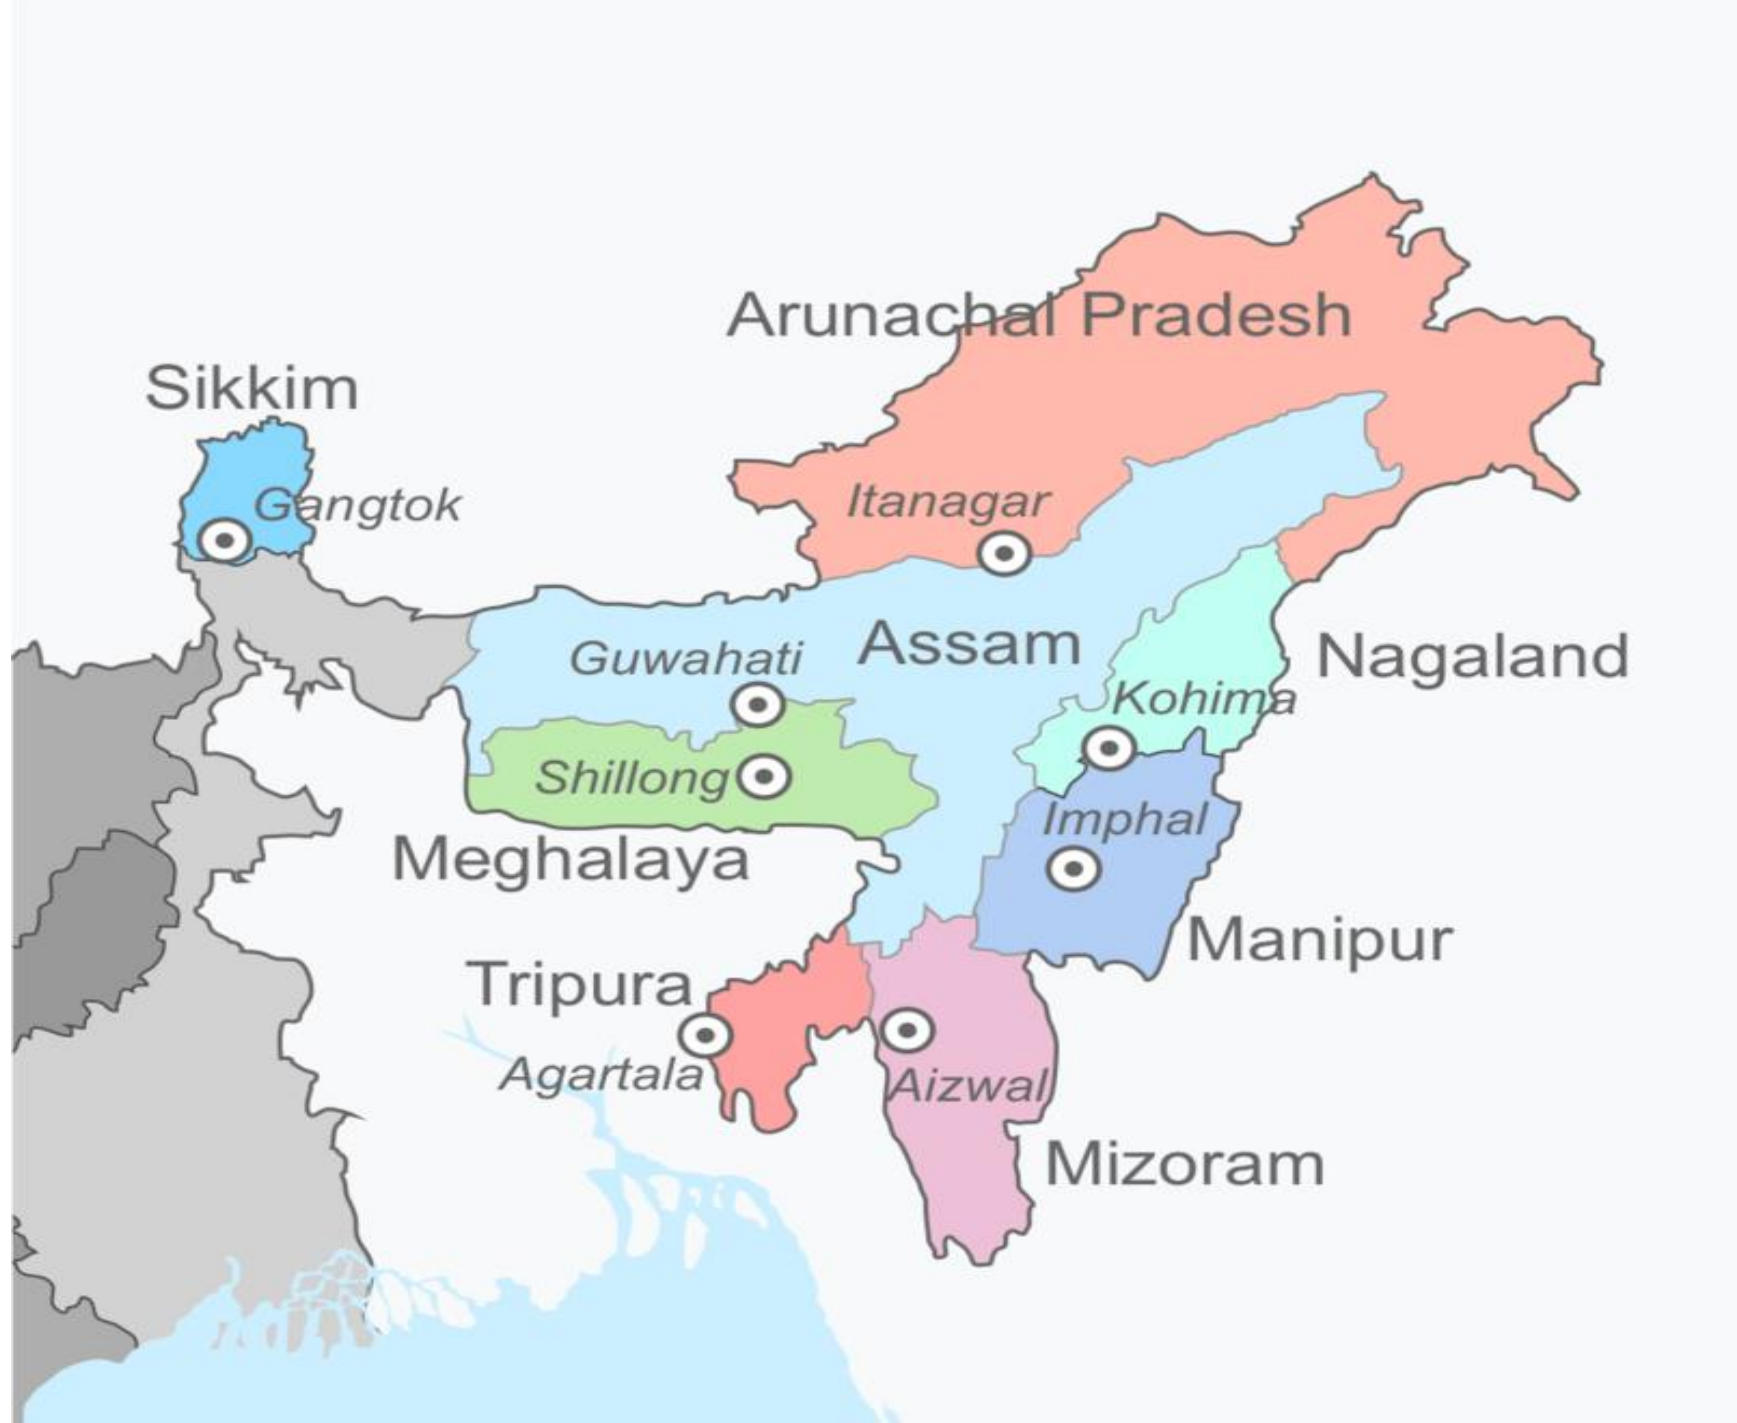 Arunachal Pradesh
Sikkim
Gangtok
Itanagar
Guwahati
Assam
Nagaland
Kohima
Shillong
Imphal
Meghalaya
Manipur
Tripura
Agartala
Aizwal
Mizoram